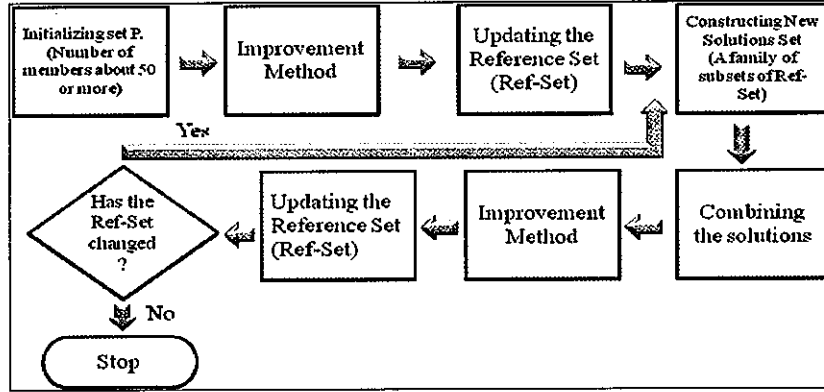 Initializing set P.
(Number of
members about 50
or more)
Improvement
Method
Updating the
Reference Set
(Ref-Set)
Constructing New
Solutions Set
(A family of
subsets of Ref-
Set)
Yes
Has the
Ref-Set
changed
?
Updating the
Reference Set
(Ref-Set)
Improvement
Method
Combining
the solutions
No
Stop